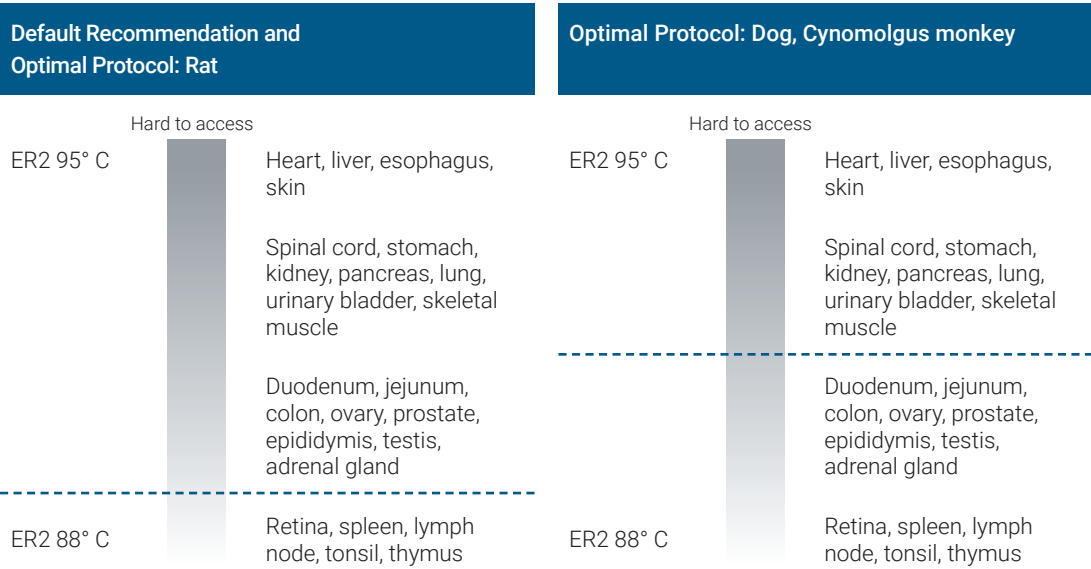 Default Recommendation and
Optimal Protocol: Rat
Hard to access
ER2 95° C
Heart, liver, esophagus,
skin
Spinal cord, stomach,
kidney, pancreas, lung,
urinary bladder, skeletal
muscle
Duodenum, jejunum,
colon, ovary, prostate,
epididymis, testis,
adrenal gland
ER2 88° C
Retina, spleen, lymph
node, tonsil, thymus
Optimal Protocol: Dog, Cynomolgus monkey
Hard to access
ER2 95° C
Heart, liver, esophagus,
skin
Spinal cord, stomach,
kidney, pancreas, lung,
urinary bladder, skeletal
muscle
Duodenum, jejunum,
colon, ovary, prostate,
epididymis, testis,
adrenal gland
ER2 88° C
Retina, spleen, lymph
node, tonsil, thymus